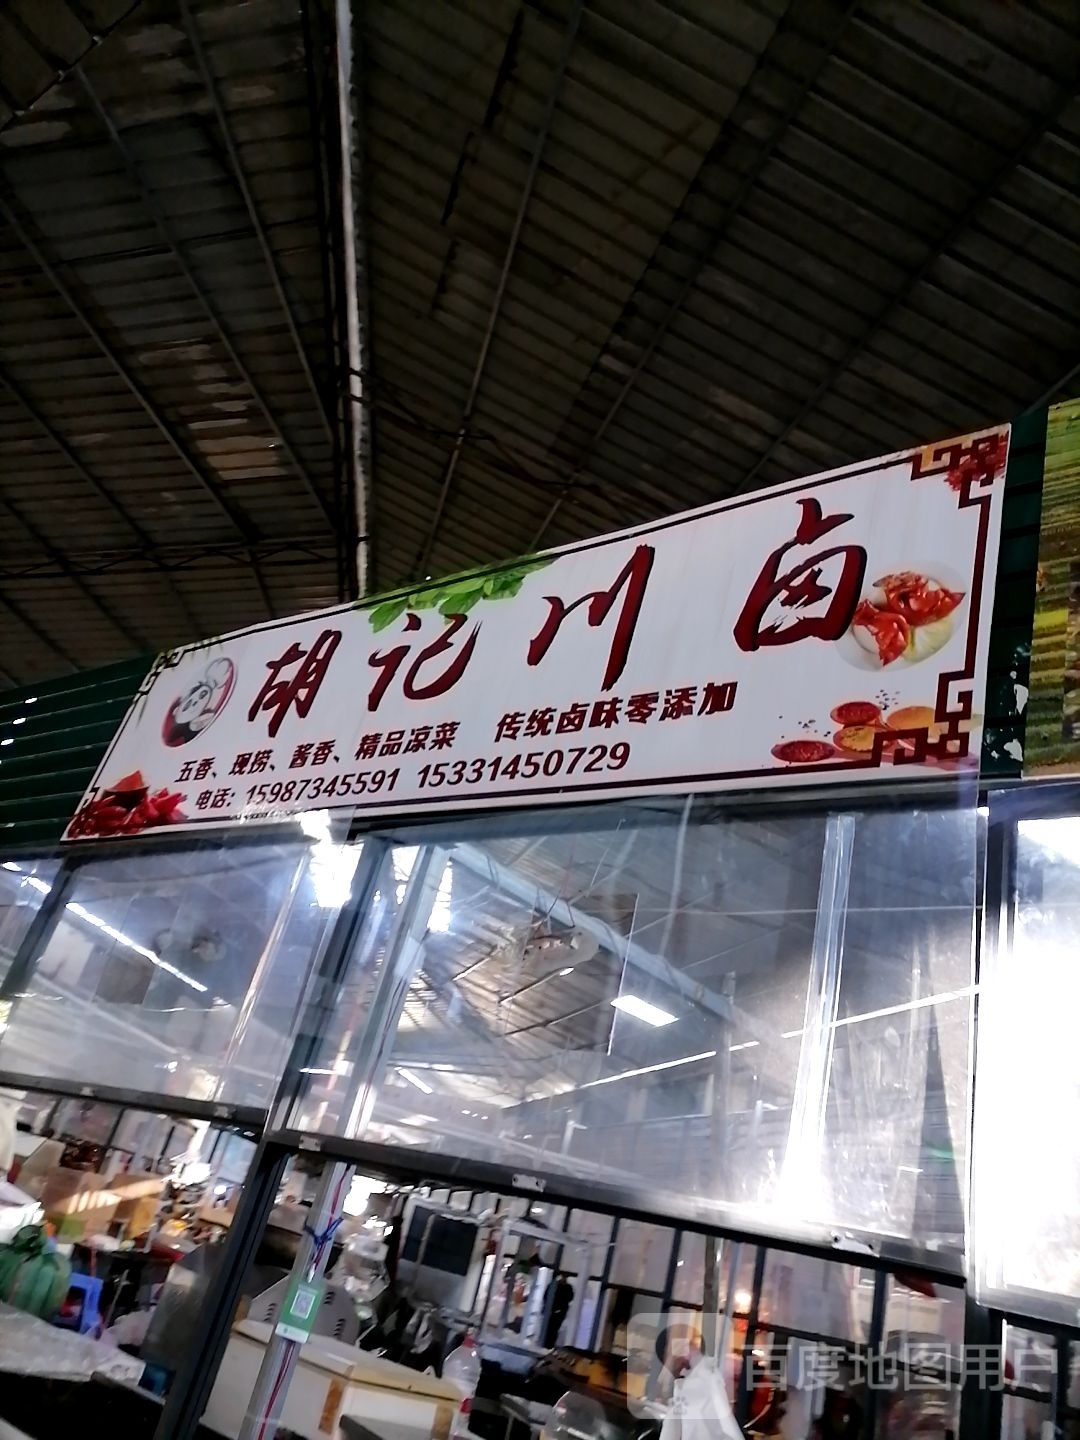 胡记川卤
五香、现捞、酱香、精品凉菜 传统卤味零添加
电话：15987345591 15331450729
百度地图用户